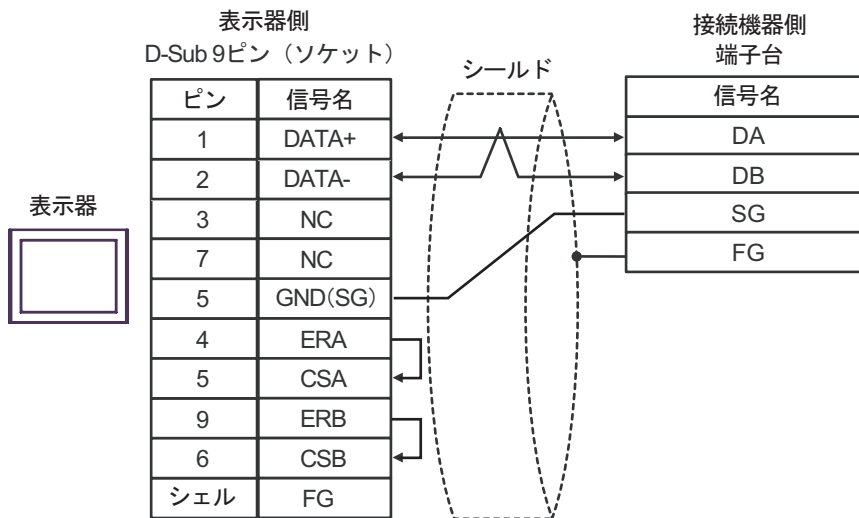 表示器側
D-Sub 9ピン（ソケット）
接続機器側
端子台
シールド
表示器
ピン 信号名
1 DATA+
2 DATA-
3 NC
7 NC
5 GND(SG)
4 ERA
5 CSA
9 ERB
6 CSB
シェル FG
信号名
DA
DB
SG
FG